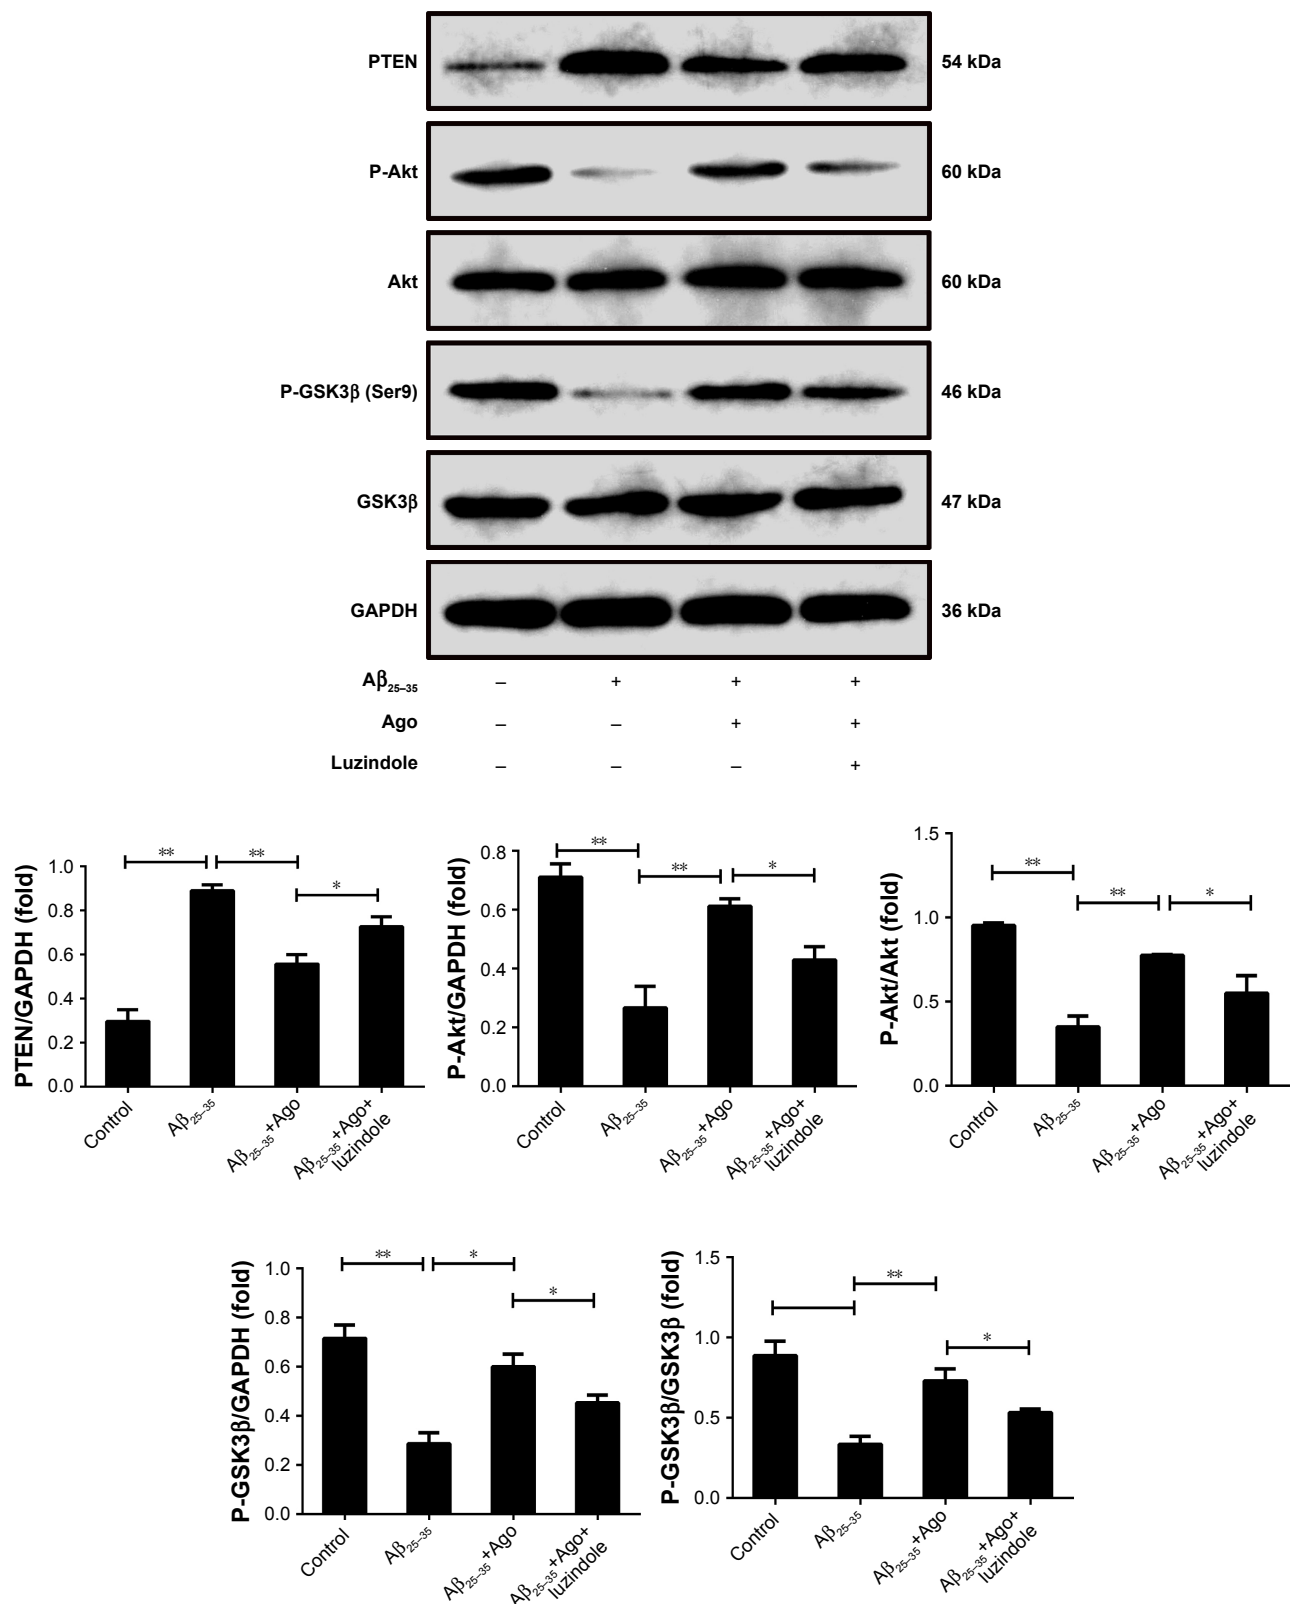 PTEN 54 kDa
P-Akt 60 kDa
Akt 60 kDa
P-GSK3β (Ser9) 46 kDa
GSK3β 47 kDa
GAPDH 36 kDa
Aβ25–35 – + + +
Ago – – + +
Luzindole – – – +
PTEN/GAPDH (fold)
1.0
0.8
0.6
0.4
0.2
0.0
** ** *
Control
Aβ25–35
Aβ25–35+Ago
Aβ25–35+Ago+
luzindole
P-Akt/GAPDH (fold)
0.8
0.6
0.4
0.2
0.0
** ** *
Control
Aβ25–35
Aβ25–35+Ago
Aβ25–35+Ago+
luzindole
P-Akt/Akt (fold)
1.5
1.0
0.5
0.0
** ** *
Control
Aβ25–35
Aβ25–35+Ago
Aβ25–35+Ago+
luzindole
P-GSK3β/GAPDH (fold)
1.0
0.8
0.6
0.4
0.2
0.0
** * *
Control
Aβ25–35
Aβ25–35+Ago
Aβ25–35+Ago+
luzindole
P-GSK3β/GSK3β (fold)
1.5
1.0
0.5
0.0
** *
Control
Aβ25–35
Aβ25–35+Ago
Aβ25–35+Ago+
luzindole